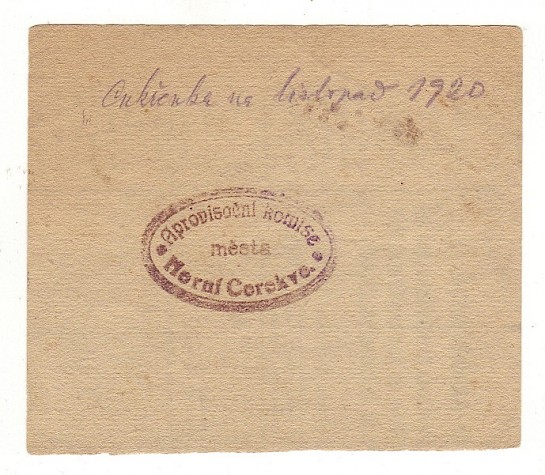 Cukřenka na listopad 1920
Aprovisační komise
města
Horní Cerekve.